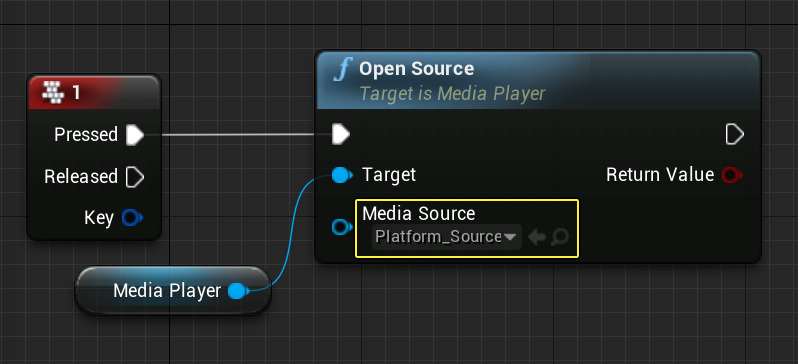 1
Pressed
Released
Key
Media Player
f Open Source
Target is Media Player
Target
Return Value
Media Source
Platform_Source